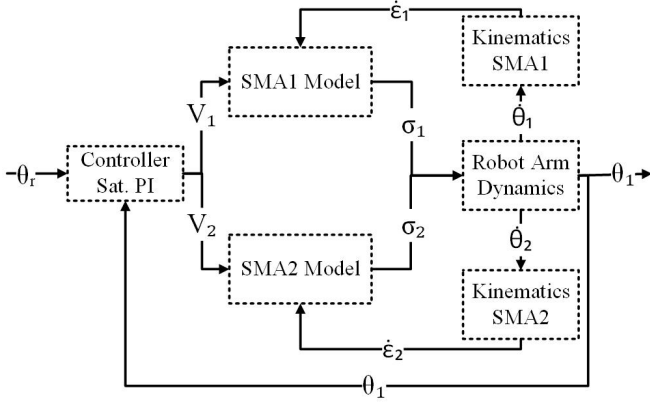 ε̇₁
Kinematics
SMA1
SMA1 Model
V₁
σ₁
θ̇₁
θᵣ
Controller
Sat. PI
Robot Arm
Dynamics
θ₁
V₂
σ₂
θ̇₂
SMA2 Model
Kinematics
SMA2
ε̇₂
θ₁